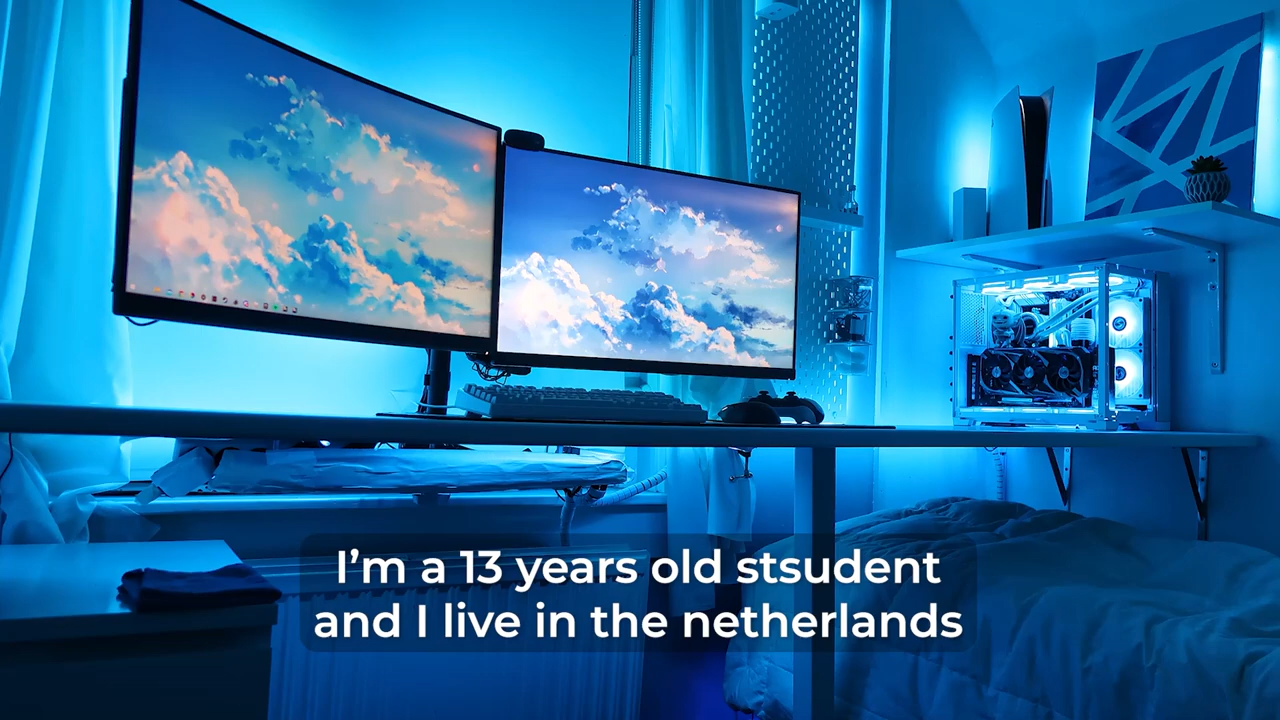 I’m a 13 years old stsudent
and I live in the netherlands